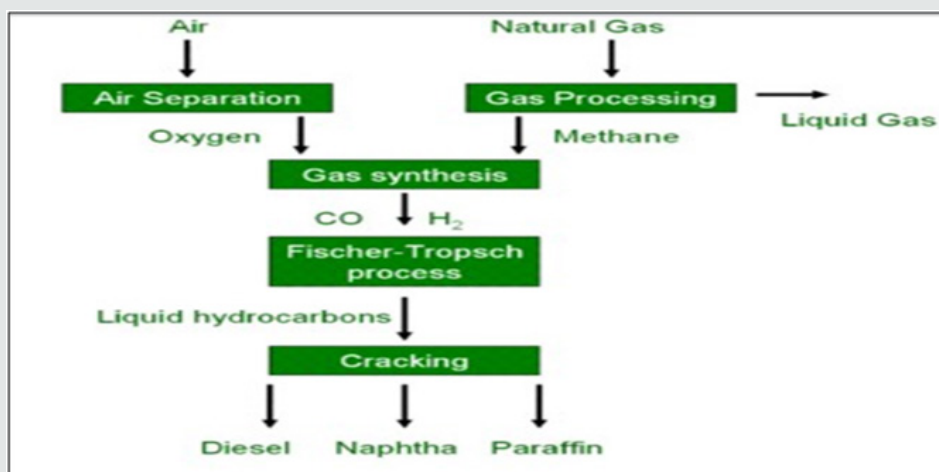 Air
Natural Gas
Air Separation
Gas Processing
Liquid Gas
Oxygen
Methane
Gas synthesis
CO
H₂
Fischer-Tropsch
process
Liquid hydrocarbons
Cracking
Diesel
Naphtha
Paraffin